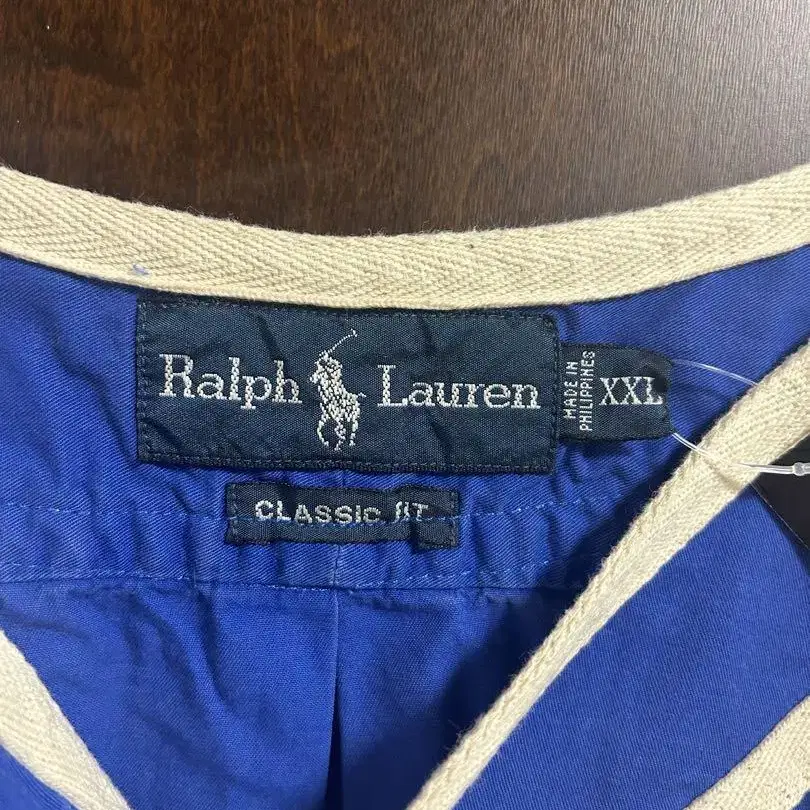 Ralph Lauren
MADE IN
PHILIPPINES
XXL
CLASSIC FIT